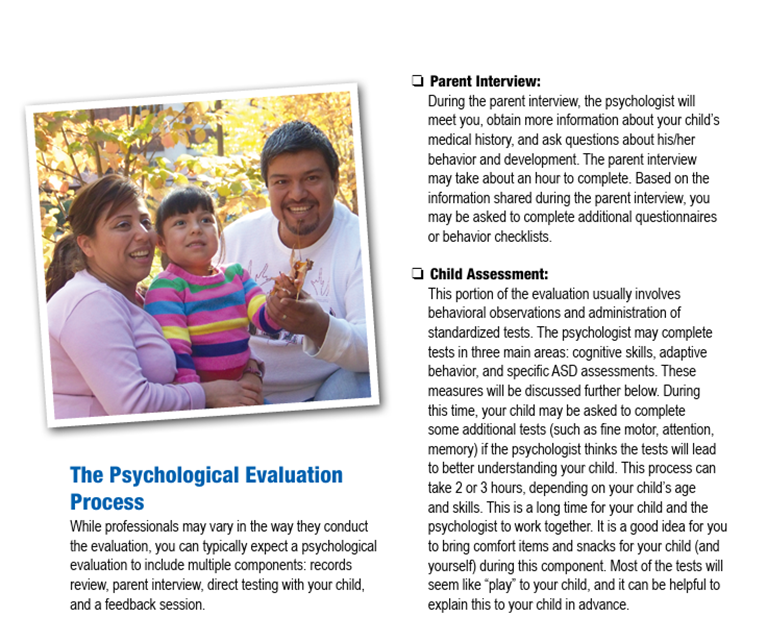 The Psychological Evaluation
Process
While professionals may vary in the way they conduct
the evaluation, you can typically expect a psychological
evaluation to include multiple components: records
review, parent interview, direct testing with your child,
and a feedback session.
❏ Parent Interview:
During the parent interview, the psychologist will
meet you, obtain more information about your child’s
medical history, and ask questions about his/her
behavior and development. The parent interview
may take about an hour to complete. Based on the
information shared during the parent interview, you
may be asked to complete additional questionnaires
or behavior checklists.
❏ Child Assessment:
This portion of the evaluation usually involves
behavioral observations and administration of
standardized tests. The psychologist may complete
tests in three main areas: cognitive skills, adaptive
behavior, and specific ASD assessments. These
measures will be discussed further below. During
this time, your child may be asked to complete
some additional tests (such as fine motor, attention,
memory) if the psychologist thinks the tests will lead
to better understanding your child. This process can
take 2 or 3 hours, depending on your child’s age
and skills. This is a long time for your child and the
psychologist to work together. It is a good idea for you
to bring comfort items and snacks for your child (and
yourself) during this component. Most of the tests will
seem like “play” to your child, and it can be helpful to
explain this to your child in advance.